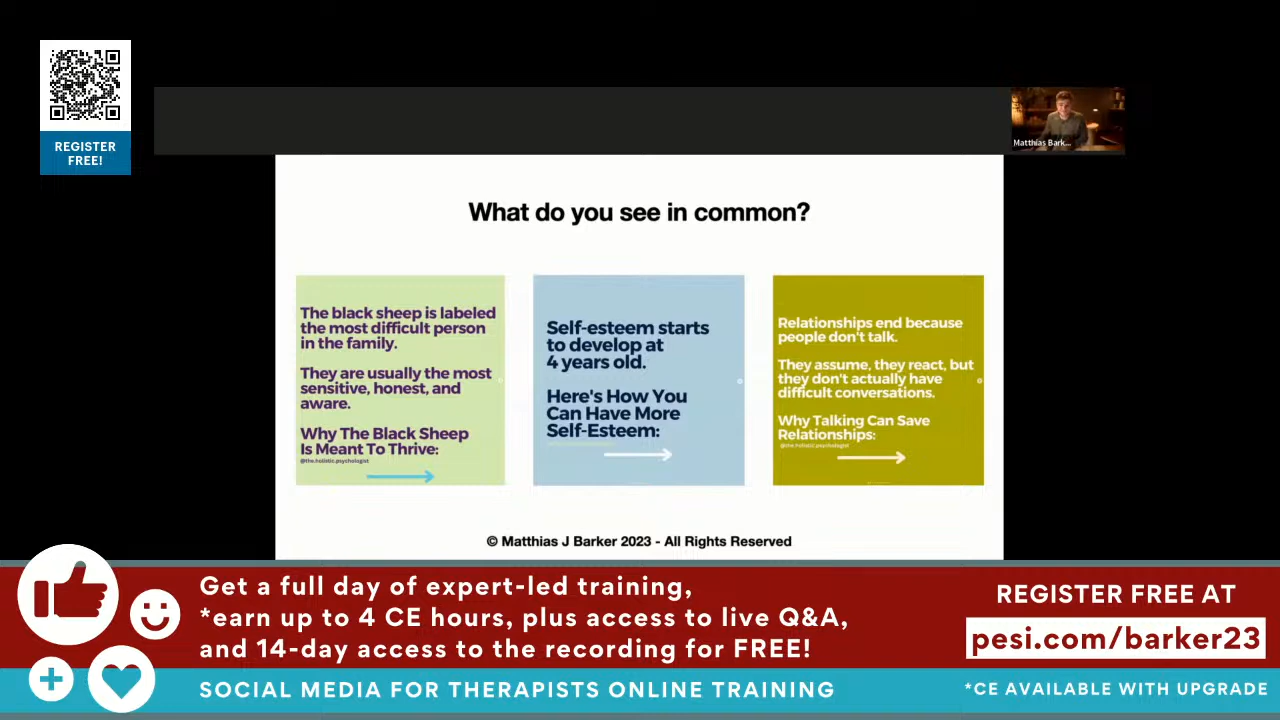 REGISTER
FREE!
Matthias Bark...
What do you see in common?
The black sheep is labeled
the most difficult person
in the family.
They are usually the most
sensitive, honest, and
aware.
Why The Black Sheep
Is Meant To Thrive:
@the.holistic.psychologist
Self-esteem starts
to develop at
4 years old.
Here's How You
Can Have More
Self-Esteem:
Relationships end because
people don't talk.
They assume, they react, but
they don't actually have
difficult conversations.
Why Talking Can Save
Relationships:
@the.holistic.psychologist
© Matthias J Barker 2023 - All Rights Reserved
Get a full day of expert-led training,
*earn up to 4 CE hours, plus access to live Q&A,
and 14-day access to the recording for FREE!
REGISTER FREE AT
pesi.com/barker23
SOCIAL MEDIA FOR THERAPISTS ONLINE TRAINING
*CE AVAILABLE WITH UPGRADE